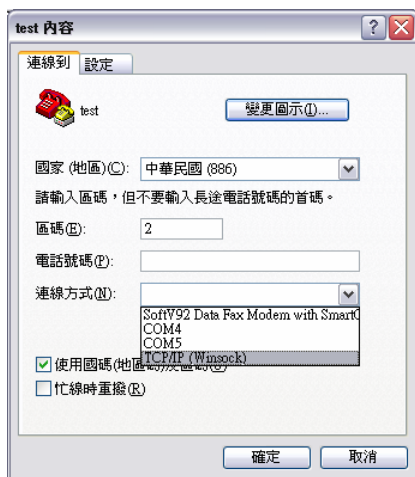 test 內容
連線到 設定
test
變更圖示(I)...
國家 (地區)(C): 中華民國 (886)
請輸入區碼，但不要輸入長途電話號碼的首碼。
區碼(E): 2
電話號碼(P):
連線方式(N):
SoftV92 Data Fax Modem with
COM4
COM5
TCP/IP (Winsock)
使用國碼(地
忙線時重撥(R)
確定 取消